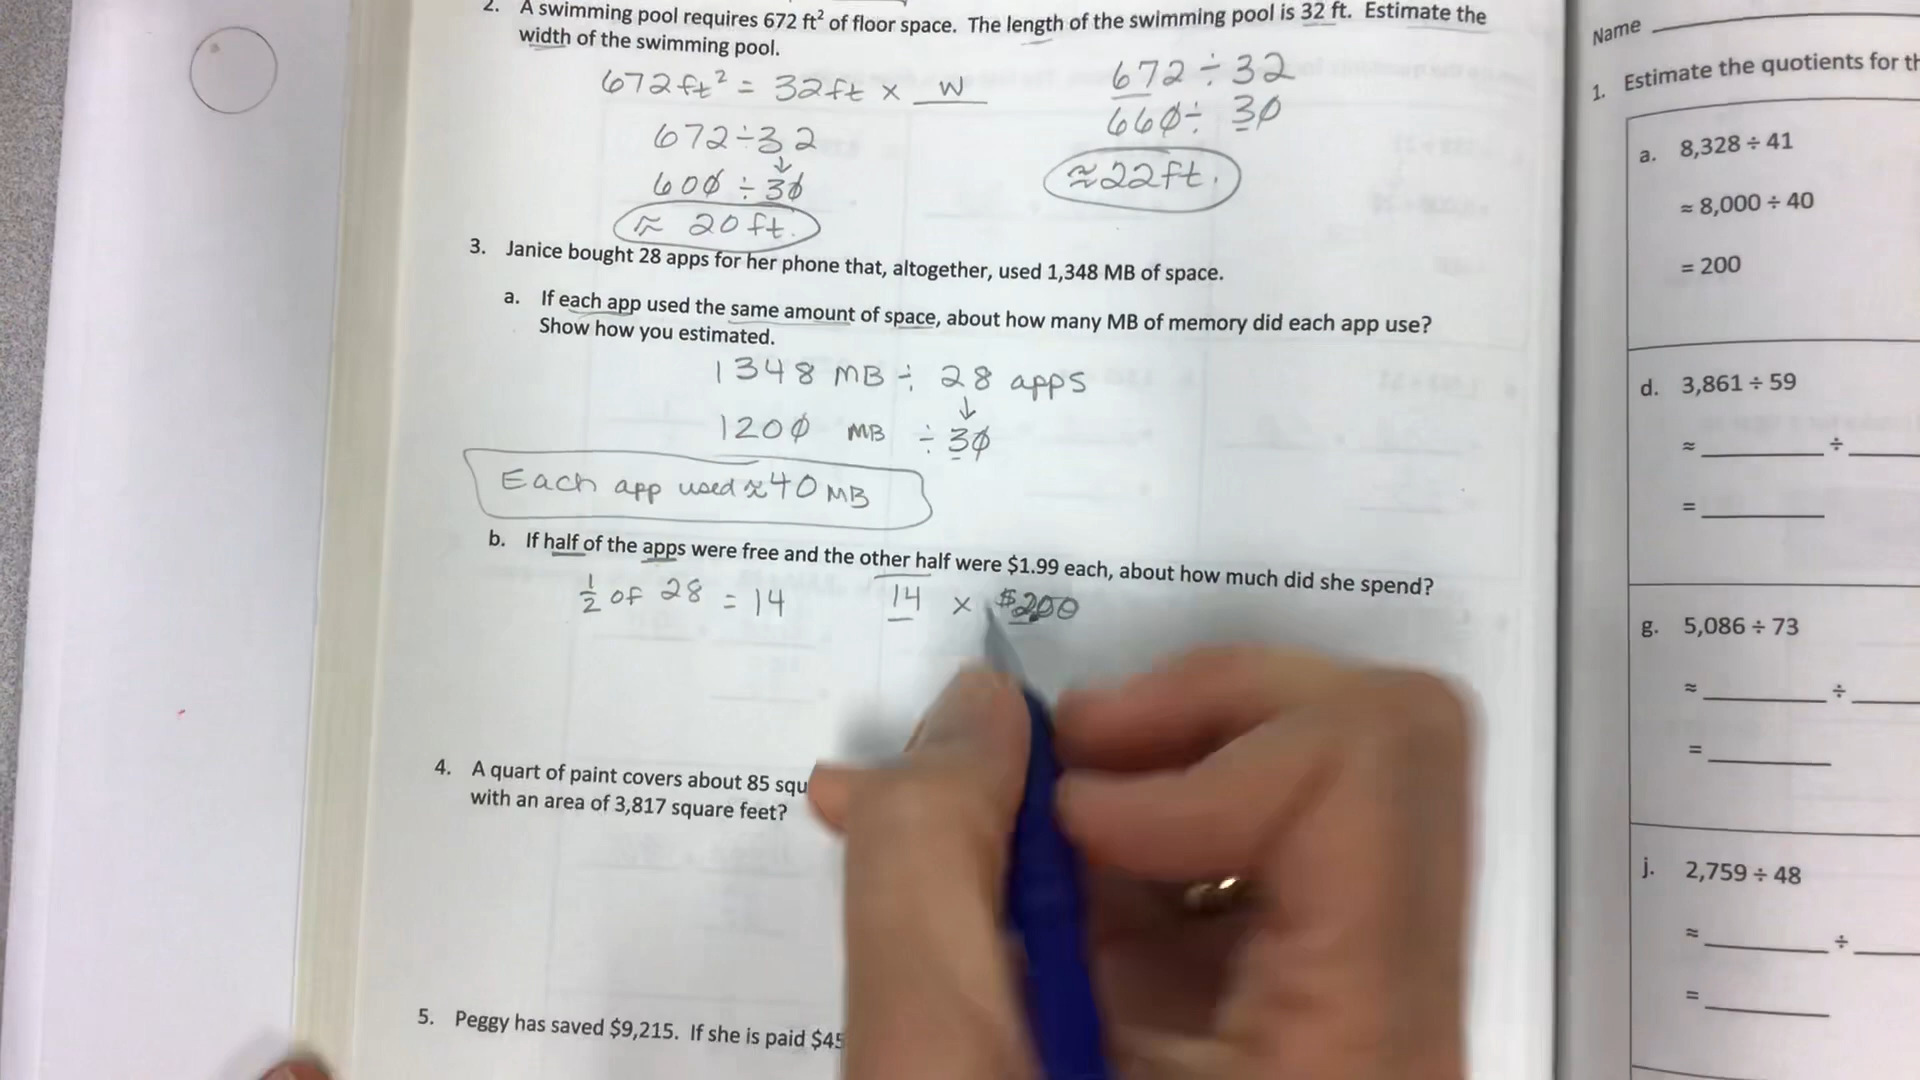 2. A swimming pool requires 672 ft² of floor space. The length of the swimming pool is 32 ft. Estimate the
width of the swimming pool.
672 ft² = 32ft × W
672 ÷ 32
600 ÷ 30
≈ 20 ft.
672 ÷ 32
660 ÷ 30
≈ 22 ft.
3. Janice bought 28 apps for her phone that, altogether, used 1,348 MB of space.
a. If each app used the same amount of space, about how many MB of memory did each app use?
Show how you estimated.
1348 MB ÷ 28 apps
1200 MB ÷ 30
Each app used ≈ 40 MB
b. If half of the apps were free and the other half were $1.99 each, about how much did she spend?
1/2 of 28 = 14
14 × $2.00
4. A quart of paint covers about 85
with an area of 3,817 square feet?
5. Peggy has saved $9,215. If she is paid
Name
1. Estimate the quotients for
a. 8,328 ÷ 41
≈ 8,000 ÷ 40
= 200
d. 3,861 ÷ 59
≈ ÷
=
g. 5,086 ÷ 73
≈ ÷
=
j. 2,759 ÷ 48
≈ ÷
=